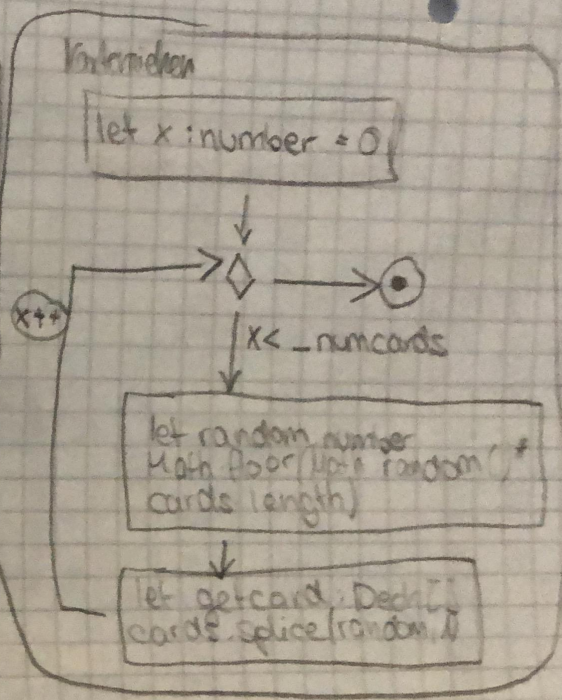 let x : number = 0
x++
x< _numcards
let random number
Math floor(Math random( )*
cards length)
let getcard : Deck[]
cards.splice(random,1)